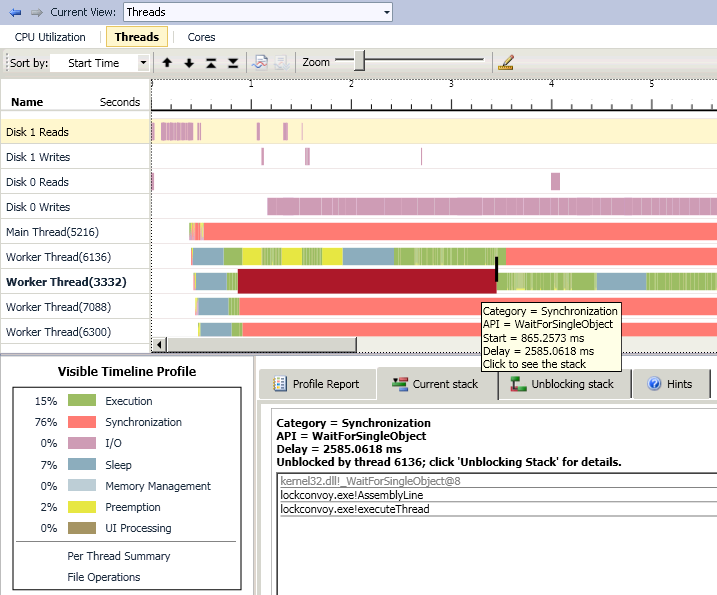 Current View: Threads
CPU Utilization Threads Cores
Sort by: Start Time Zoom
Name Seconds
1 2 3 4 5
Disk 1 Reads
Disk 1 Writes
Disk 0 Reads
Disk 0 Writes
Main Thread(5216)
Worker Thread(6136)
Worker Thread(3332)
Worker Thread(7088)
Worker Thread(6300)
Category = Synchronization
API = WaitForSingleObject
Start = 865.2573 ms
Delay = 2585.0618 ms
Click to see the stack
Visible Timeline Profile
15% Execution
76% Synchronization
0% I/O
7% Sleep
0% Memory Management
2% Preemption
0% UI Processing
Per Thread Summary
File Operations
Profile Report Current stack Unblocking stack Hints
Category = Synchronization
API = WaitForSingleObject
Delay = 2585.0618 ms
Unblocked by thread 6136; click 'Unblocking Stack' for details.
kernel32.dll!_WaitForSingleObject@8
lockconvoy.exe!AssemblyLine
lockconvoy.exe!executeThread